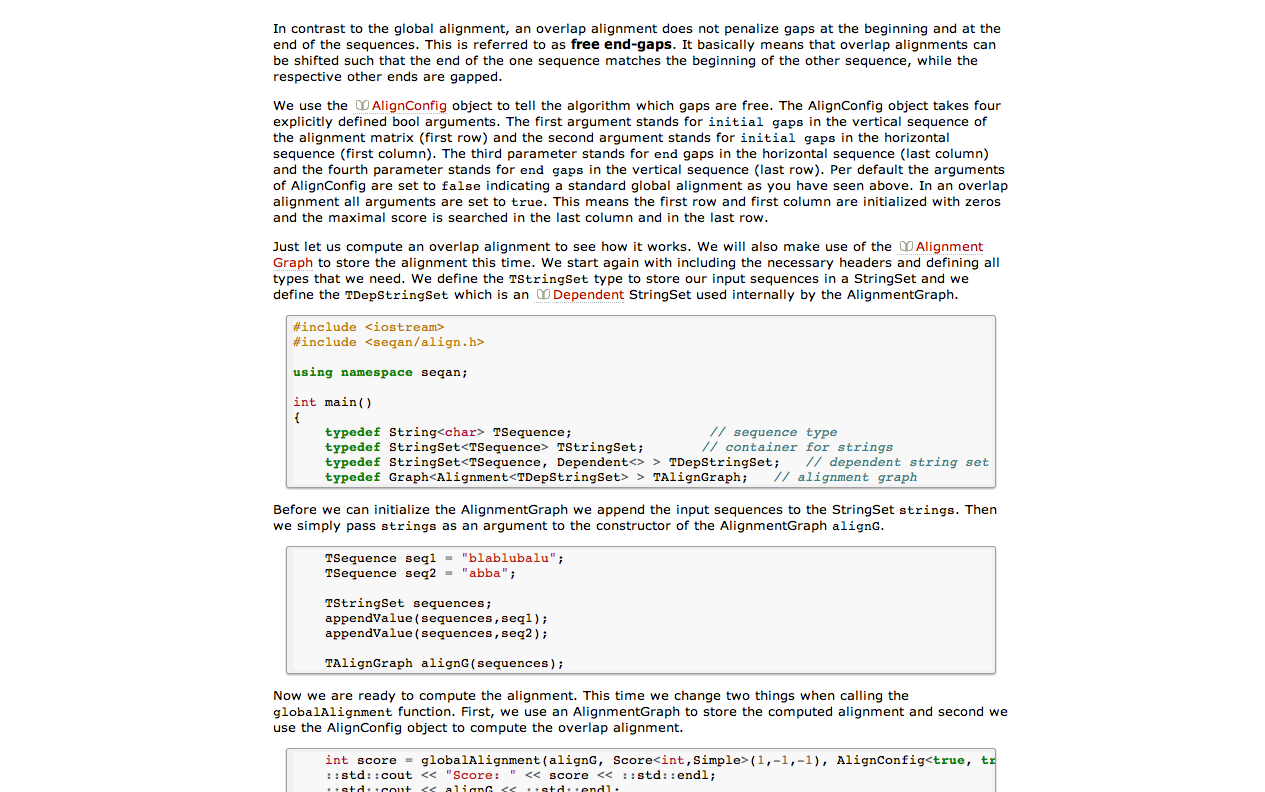 In contrast to the global alignment, an overlap alignment does not penalize gaps at the beginning and at the
end of the sequences. This is referred to as free end-gaps. It basically means that overlap alignments can
be shifted such that the end of the one sequence matches the beginning of the other sequence, while the
respective other ends are gapped.
We use the AlignConfig object to tell the algorithm which gaps are free. The AlignConfig object takes four
explicitly defined bool arguments. The first argument stands for initial gaps in the vertical sequence of
the alignment matrix (first row) and the second argument stands for initial gaps in the horizontal
sequence (first column). The third parameter stands for end gaps in the horizontal sequence (last column)
and the fourth parameter stands for end gaps in the vertical sequence (last row). Per default the arguments
of AlignConfig are set to false indicating a standard global alignment as you have seen above. In an overlap
alignment all arguments are set to true. This means the first row and first column are initialized with zeros
and the maximal score is searched in the last column and in the last row.
Just let us compute an overlap alignment to see how it works. We will also make use of the Alignment
Graph to store the alignment this time. We start again with including the necessary headers and defining all
types that we need. We define the TStringSet type to store our input sequences in a StringSet and we
define the TDepStringSet which is an Dependent StringSet used internally by the AlignmentGraph.
#include <iostream>
#include <seqan/align.h>
using namespace seqan;
int main()
{
typedef String<char> TSequence; // sequence type
typedef StringSet<TSequence> TStringSet; // container for strings
typedef StringSet<TSequence, Dependent<> > TDepStringSet; // dependent string set
typedef Graph<Alignment<TDepStringSet> > TAlignGraph; // alignment graph
Before we can initialize the AlignmentGraph we append the input sequences to the StringSet strings. Then
we simply pass strings as an argument to the constructor of the AlignmentGraph alignG.
TSequence seq1 = "blablubalu";
TSequence seq2 = "abba";
TStringSet sequences;
appendValue(sequences,seq1);
appendValue(sequences,seq2);
TAlignGraph alignG(sequences);
Now we are ready to compute the alignment. This time we change two things when calling the
globalAlignment function. First, we use an AlignmentGraph to store the computed alignment and second we
use the AlignConfig object to compute the overlap alignment.
int score = globalAlignment(alignG, Score<int,Simple>(1,-1,-1), AlignConfig<true, tr
::std::cout << "Score: " << score << ::std::endl;
::std::cout << alignG << ::std::endl;